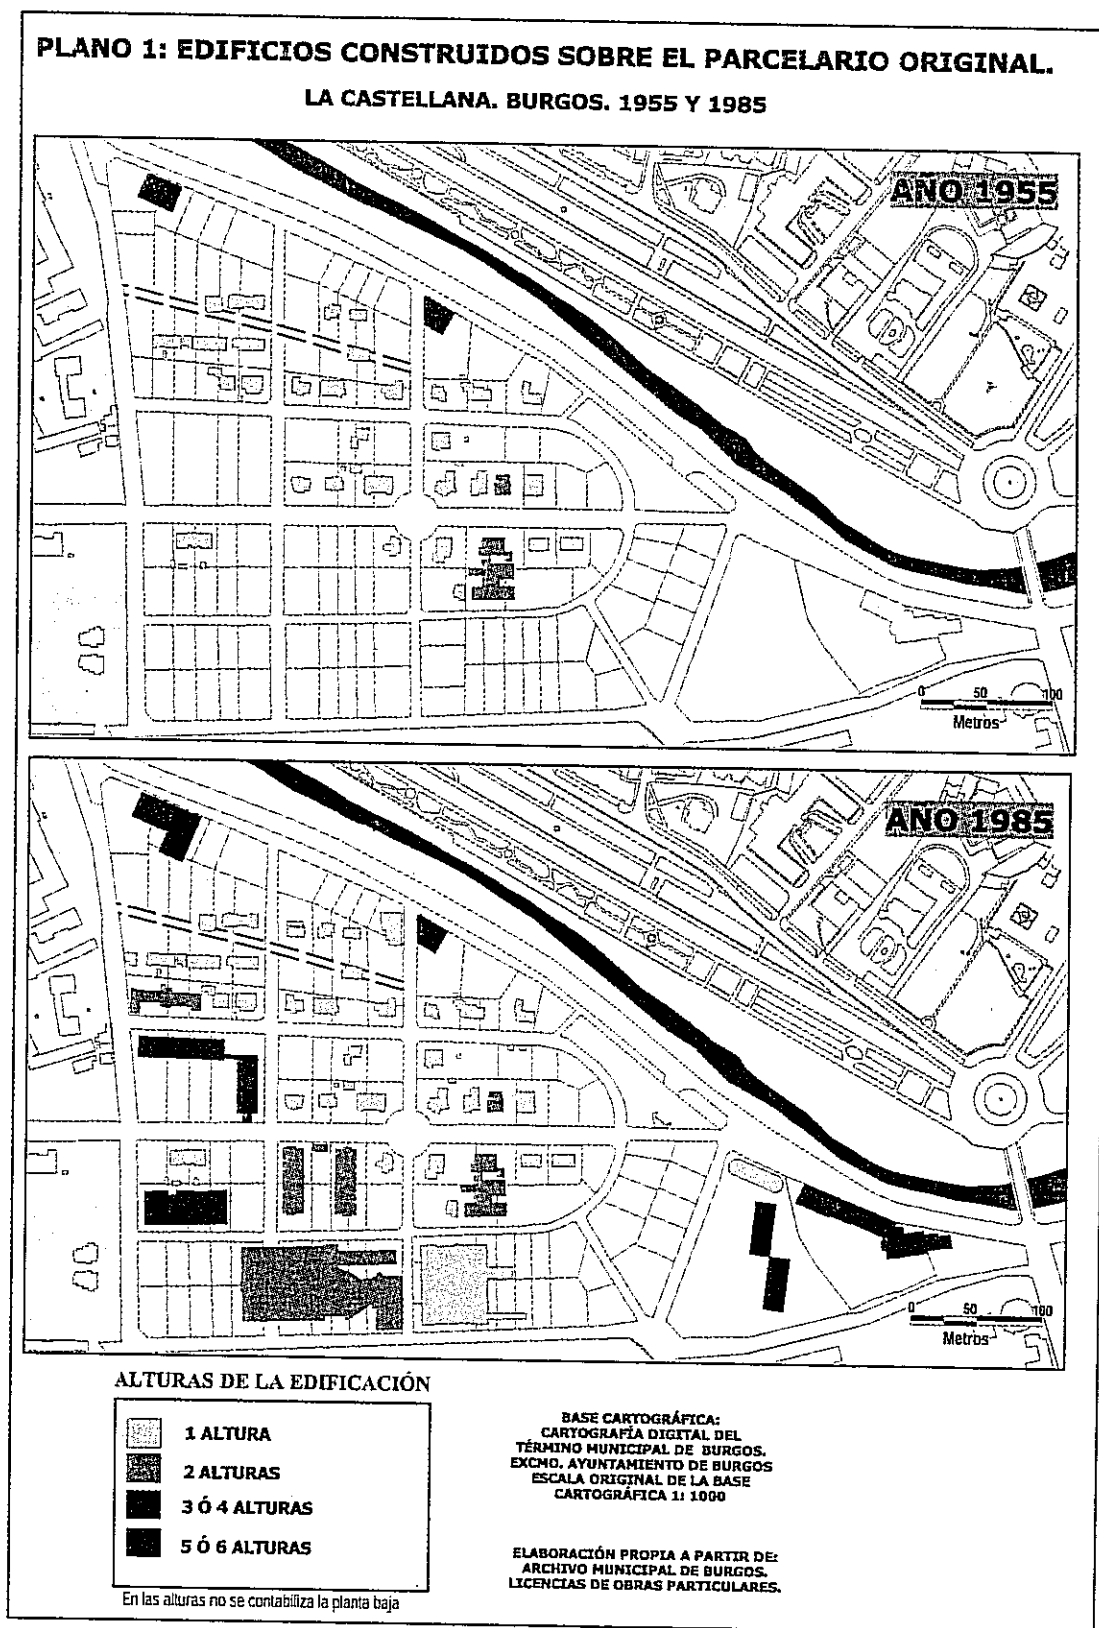 PLANO 1: EDIFICIOS CONSTRUIDOS SOBRE EL PARCELARIO ORIGINAL.
LA CASTELLANA. BURGOS. 1955 Y 1985
AÑO 1955
0 50 100
Metros
AÑO 1985
0 50 100
Metros
ALTURAS DE LA EDIFICACIÓN
1 ALTURA
2 ALTURAS
3 Ó 4 ALTURAS
5 Ó 6 ALTURAS
En las alturas no se contabiliza la planta baja
BASE CARTOGRÁFICA:
CARTOGRAFÍA DIGITAL DEL
TÉRMINO MUNICIPAL DE BURGOS.
EXCMO. AYUNTAMIENTO DE BURGOS
ESCALA ORIGINAL DE LA BASE
CARTOGRÁFICA 1: 1000
ELABORACIÓN PROPIA A PARTIR DE:
ARCHIVO MUNICIPAL DE BURGOS.
LICENCIAS DE OBRAS PARTICULARES.